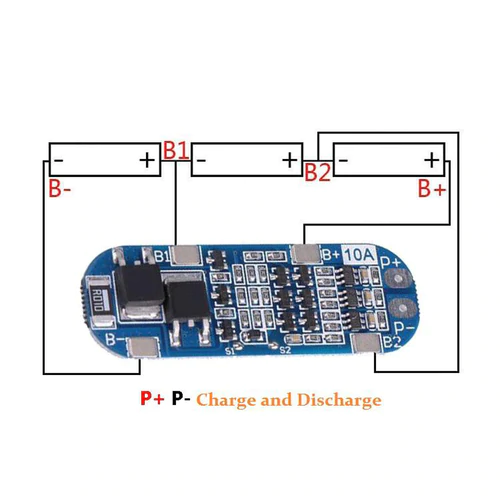 - + B1 - + B2 - +
B- B+
B1 B+ 10A P+
R010
B- S1 S2 B2 P-
P+ P- Charge and Discharge